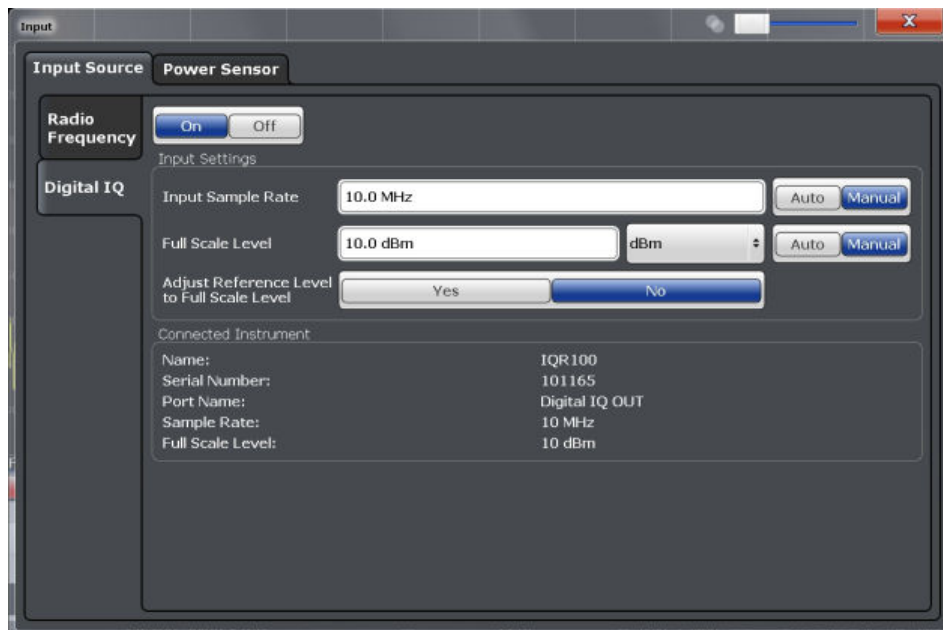 Input
Input Source Power Sensor
Radio
Frequency
On Off
Input Settings
Digital IQ
Input Sample Rate 10.0 MHz Auto Manual
Full Scale Level 10.0 dBm dBm Auto Manual
Adjust Reference Level
to Full Scale Level
Yes No
Connected Instrument
Name: IQR100
Serial Number: 101165
Port Name: Digital IQ OUT
Sample Rate: 10 MHz
Full Scale Level: 10 dBm